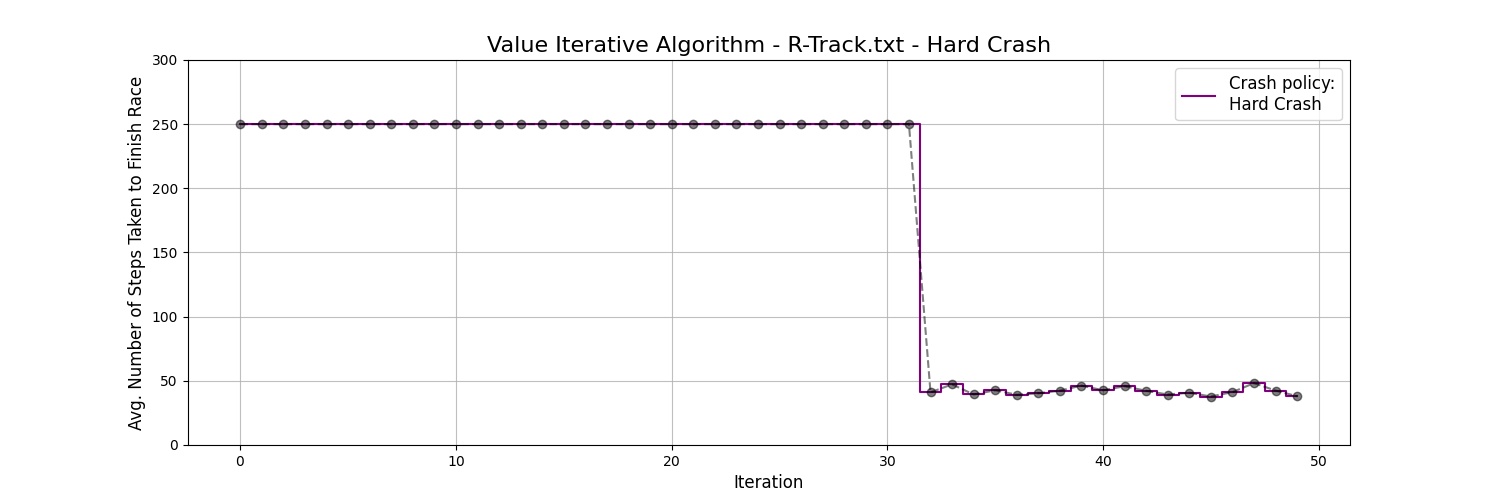 Value Iterative Algorithm - R-Track.txt - Hard Crash
Avg. Number of Steps Taken to Finish Race
300
250
200
150
100
50
0
Crash policy:
Hard Crash
0 10 20 30 40 50
Iteration